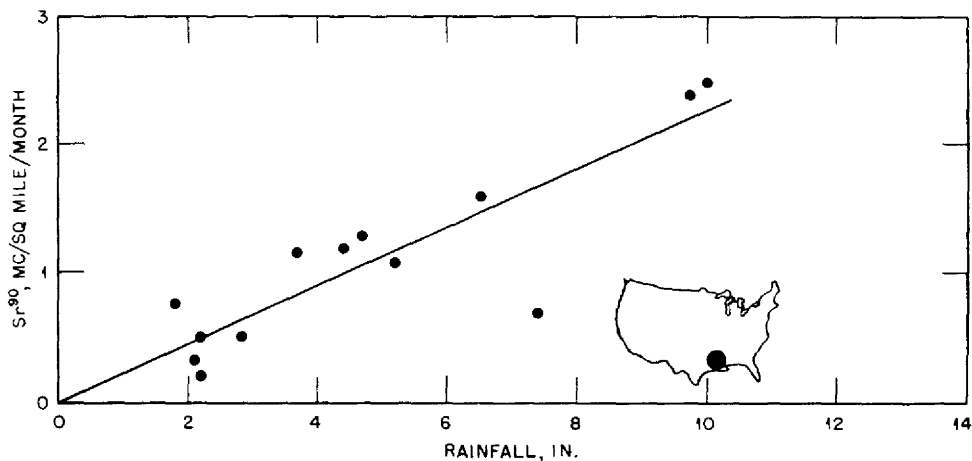 3
2
1
0
Sr90, MC/SQ MILE/MONTH
0 2 4 6 8 10 12 14
RAINFALL, IN.